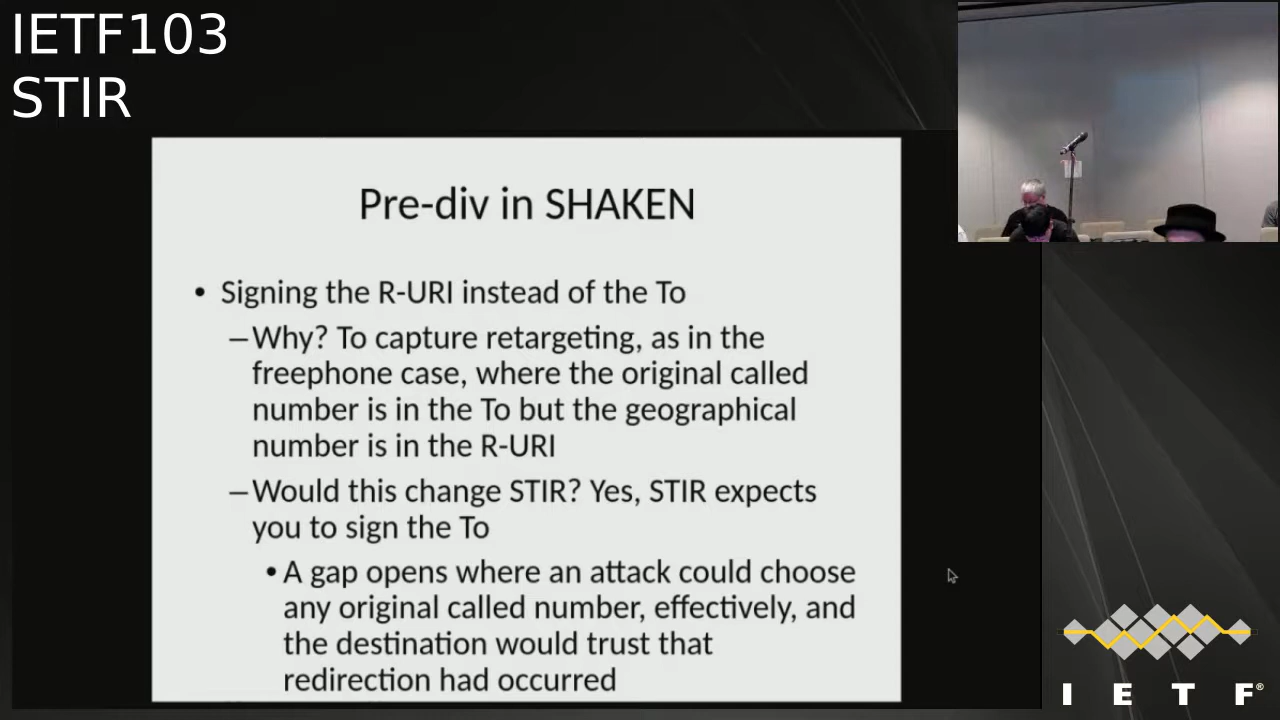 IETF103
STIR
Pre-div in SHAKEN
• Signing the R-URI instead of the To
– Why? To capture retargeting, as in the
freephone case, where the original called
number is in the To but the geographical
number is in the R-URI
– Would this change STIR? Yes, STIR expects
you to sign the To
• A gap opens where an attack could choose
any original called number, effectively, and
the destination would trust that
redirection had occurred
I E T F®